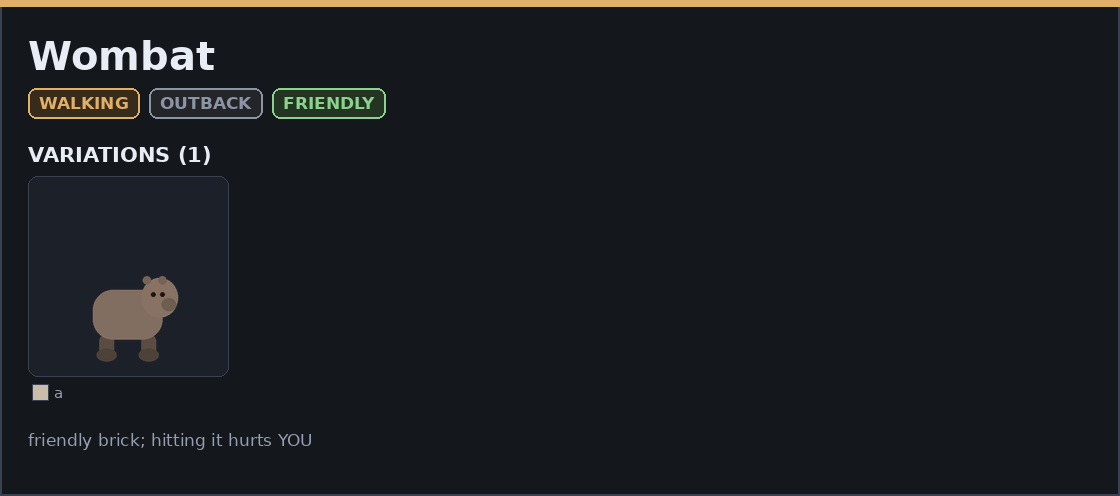 Wombat
WALKING OUTBACK FRIENDLY
VARIATIONS (1)
a
friendly brick; hitting it hurts YOU